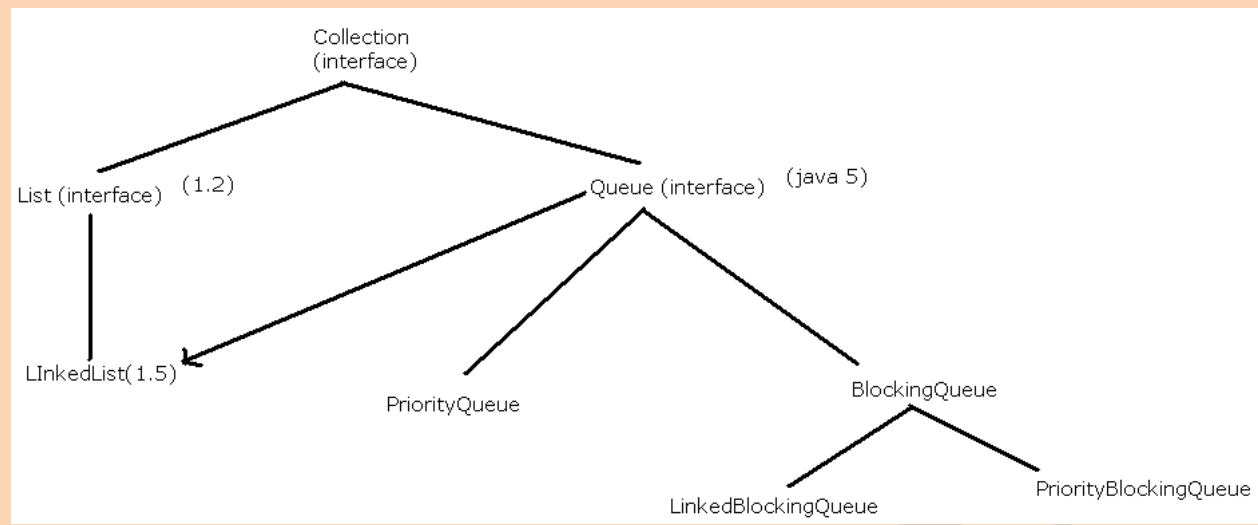 Collection
(interface)
List (interface) (1.2)
Queue (interface) (java 5)
LInkedList(1.5)
PriorityQueue
BlockingQueue
LinkedBlockingQueue
PriorityBlockingQueue